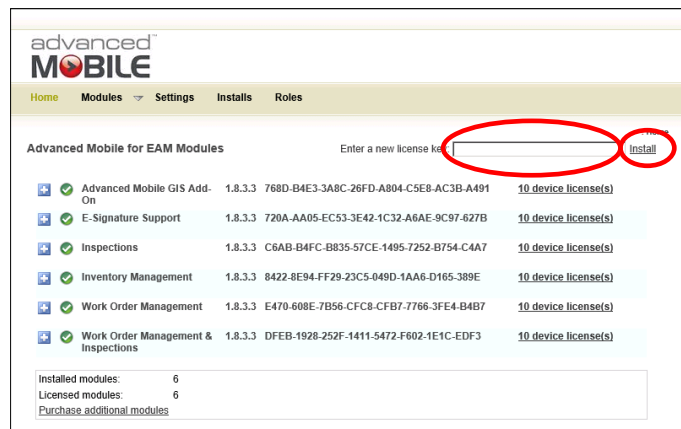 advanced™
MOBILE
Home Modules Settings Installs Roles
Home
Advanced Mobile for EAM Modules Enter a new license key: Install
Advanced Mobile GIS Add-On 1.8.3.3 768D-B4E3-3A8C-26FD-A804-C5E8-AC3B-A491 10 device license(s)
E-Signature Support 1.8.3.3 720A-AA05-EC53-3E42-1C32-A6AE-9C97-627B 10 device license(s)
Inspections 1.8.3.3 C6AB-B4FC-B835-57CE-1495-7252-B754-C4A7 10 device license(s)
Inventory Management 1.8.3.3 8422-8E94-FF29-23C5-049D-1AA6-D165-389E 10 device license(s)
Work Order Management 1.8.3.3 E470-608E-7B56-CFC8-CFB7-7766-3FE4-B4B7 10 device license(s)
Work Order Management & Inspections 1.8.3.3 DFEB-1928-252F-1411-5472-F602-1E1C-EDF3 10 device license(s)
Installed modules: 6
Licensed modules: 6
Purchase additional modules